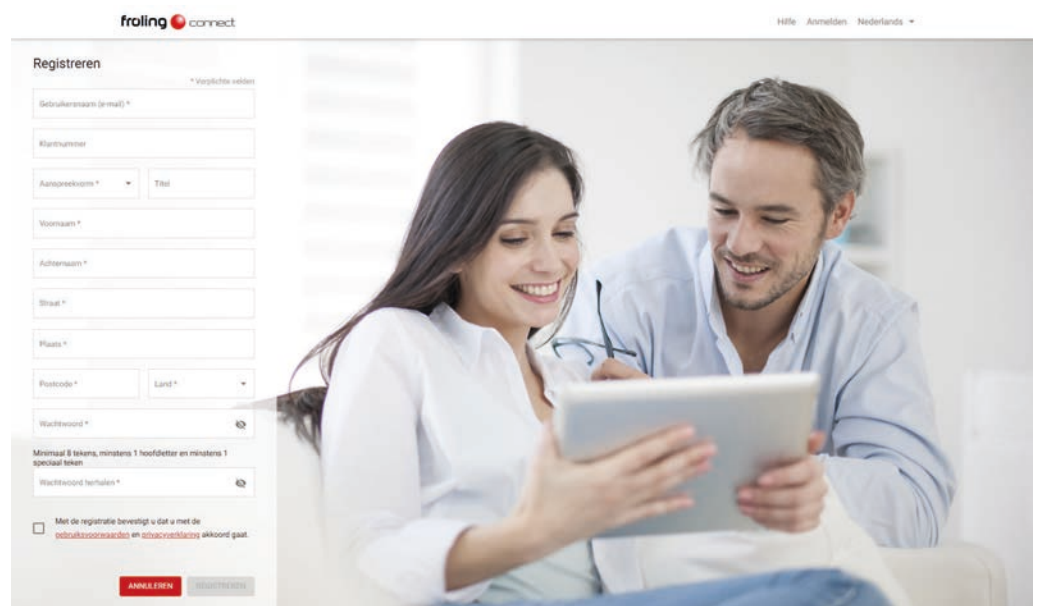 froling connect
Hilfe Anmelden Nederlands
Registreren
* Verplichte velden
Gebruikersnaam (e-mail) *
Klantnummer
Aanspreekvorm * Titel
Voornaam *
Achternaam *
Straat *
Plaats *
Postcode * Land *
Wachtwoord *
Minimaal 8 tekens, minstens 1 hoofdletter en minstens 1
speciaal teken
Wachtwoord herhalen *
Met de registratie bevestigt u dat u met de
gebruiksvoorwaarden en privacyverklaring akkoord gaat.
ANNULEREN REGISTREREN